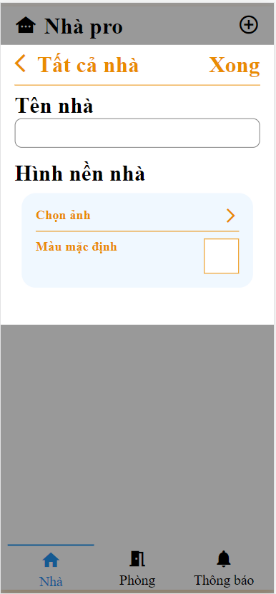 Nhà pro
Tất cả nhà Xong
Tên nhà
Hình nền nhà
Chọn ảnh
Màu mặc định
Nhà Phòng Thông báo